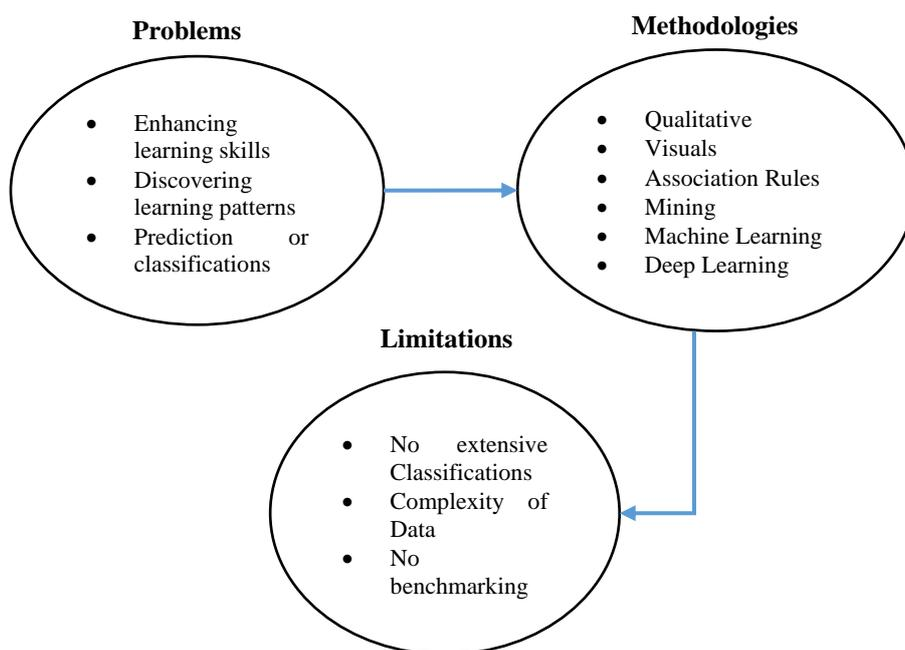 Problems
• Enhancing
learning skills
• Discovering
learning patterns
• Prediction or
classifications
Methodologies
• Qualitative
• Visuals
• Association Rules
• Mining
• Machine Learning
• Deep Learning
Limitations
• No extensive
Classifications
• Complexity of
Data
• No
benchmarking